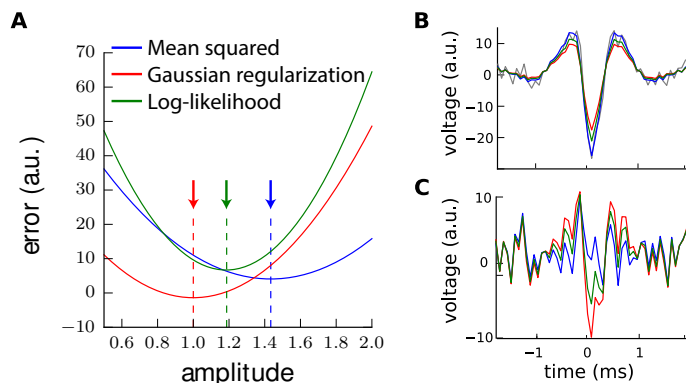 A
70
60
50
40
30
20
10
0
−10
error (a.u.)
Mean squared
Gaussian regularization
Log-likelihood
0.6 0.8 1.0 1.2 1.4 1.6 1.8 2.0
amplitude
B
voltage (a.u.)
10
0
−10
−20
C
voltage (a.u.)
10
0
−10
−1 0 1
time (ms)